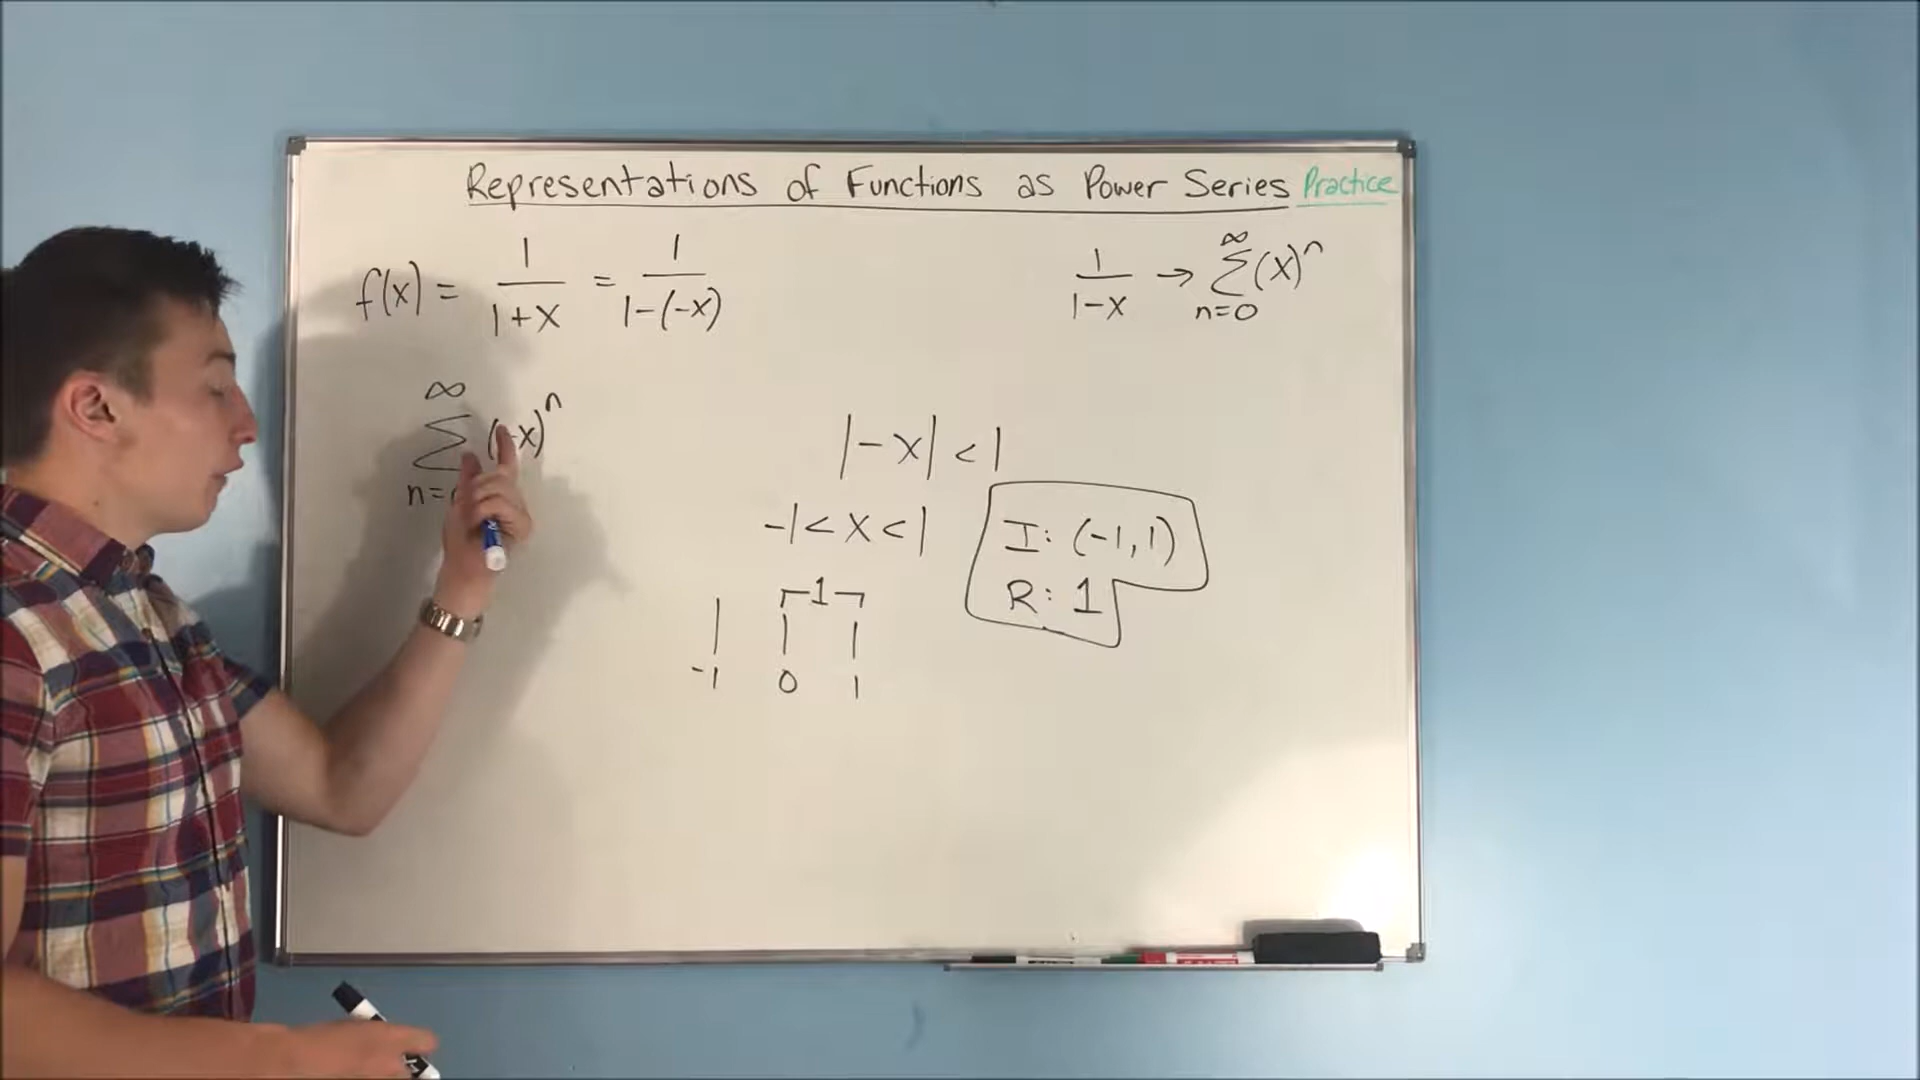 Representations of Functions as Power Series Practice
f(x) = 1/(1+x) = 1/(1-(-x))
1/(1-x) → ∞ Σ n=0 (x)^n
∞ Σ n= (-x)^n
|-x| < 1
-1 < x < 1
I: (-1, 1)
R: 1
1
-1 0 1